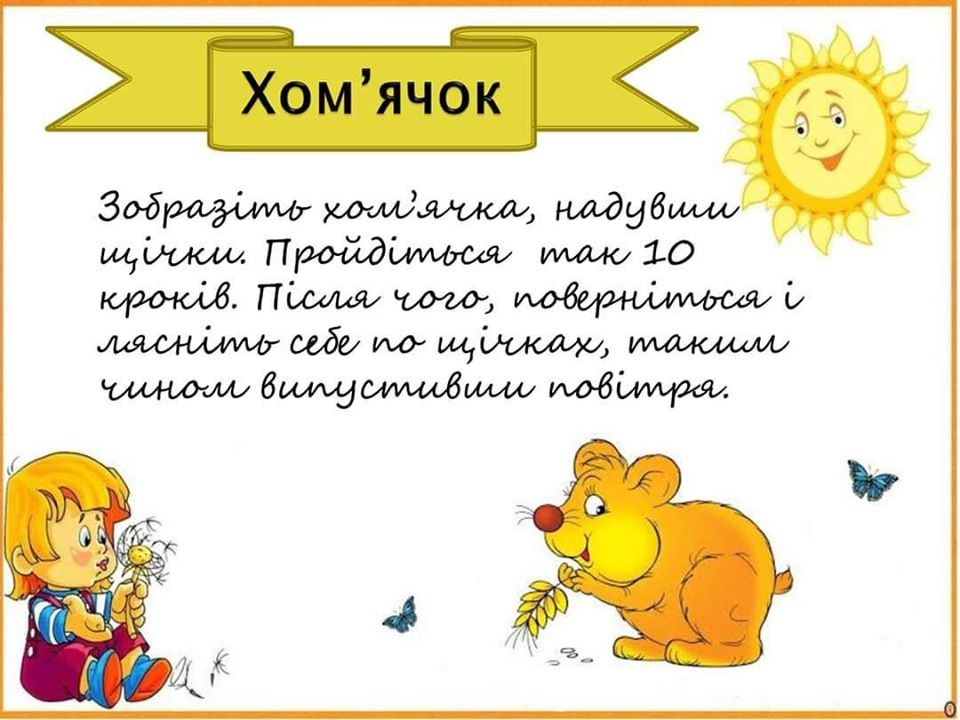 Хом’ячок
Зобразіть хом’ячка, надувши
щічки. Пройдіться так 10
кроків. Після чого, поверніться і
лясніть себе по щічках, таким
чином випустивши повітря.